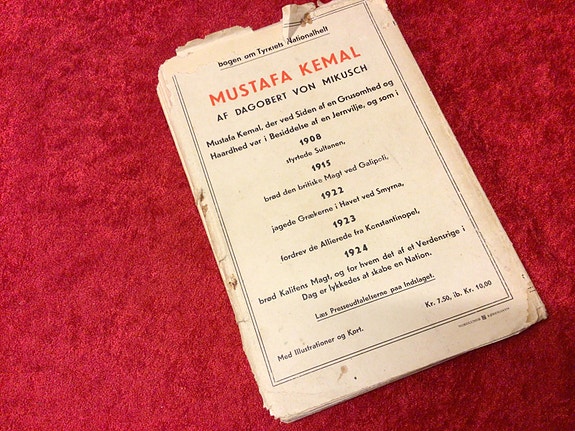 bogen om Tyrkiets Nationalhelt
MUSTAFA KEMAL
AF DAGOBERT VON MIKUSCH
Mustafa Kemal, der ved Siden af en Grusomhed og
Haardhed var i Besiddelse af en Jernvilje, og som i
1908
styrtede Sultanen,
1915
brød den britiske Magt ved Galipoli,
1922
jagede Grækerne i Havet ved Smyrna,
1923
fordrev de Allierede fra Konstantinopel,
1924
brød Kalifens Magt, og for hvem det af et Verdensrige i
Dag er lykkedes at skabe en Nation.
Læs Presseudtalelserne paa Indslaget.
Med Illustrationer og Kort.
Kr. 7,50, ib. Kr. 10,00